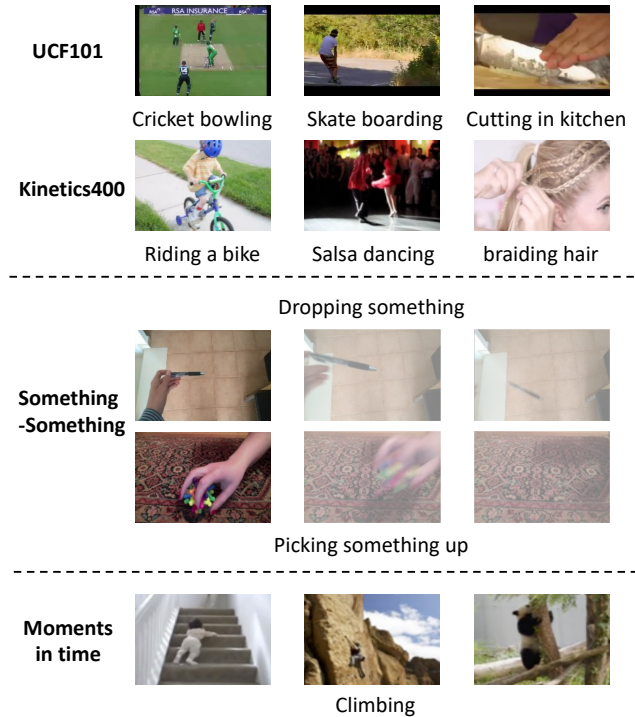 RSA INSURANCE
UCF101
Cricket bowling
Skate boarding
Cutting in kitchen
Kinetics400
Riding a bike
Salsa dancing
braiding hair
Dropping something
Something
-Something
Picking something up
Moments
in time
Climbing